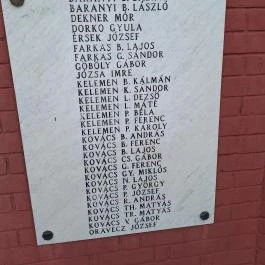 BARANYI B. LÁSZLÓ
DEKNER MÓR
DORKO GYULA
ÉRSEK JÓZSEF
FARKAS B. LAJOS
FARKAS G. SÁNDOR
GÖBÖLY GÁBOR
JÓZSA IMRE
KELEMEN B. KÁLMÁN
KELEMEN K. SANDOR
KELEMEN L. DEZSŐ
KELEMEN L. MÁTÉ
KELEMEN P. BÉLA
KELEMEN P. FERENC
KELEMEN P. KÁROLY
KOVÁCS B. ANDRÁS
KOVÁCS B. FERENC
KOVÁCS B. LAJOS
KOVÁCS CS. GÁBOR
KOVÁCS G. FERENC
KOVÁCS GY. MIKLÓS
KOVÁCS N. LAJOS
KOVÁCS P. GYÖRGY
KOVÁCS P. JÓZSEF
KOVÁCS R. ANDRÁS
KOVÁCS TH. MÁTYÁS
KOVÁCS TR. MÁTYÁS
KOVÁCS V. GÁBOR
ORAVECZ JÓZSEF